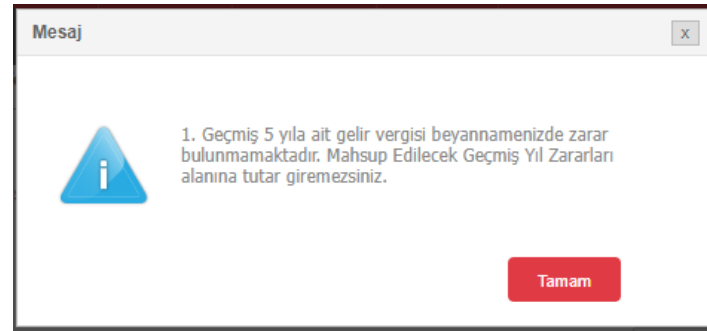 Mesaj
x
1. Geçmiş 5 yıla ait gelir vergisi beyannamenizde zarar
bulunmamaktadır. Mahsup Edilecek Geçmiş Yıl Zararları
alanına tutar giremezsiniz.
Tamam